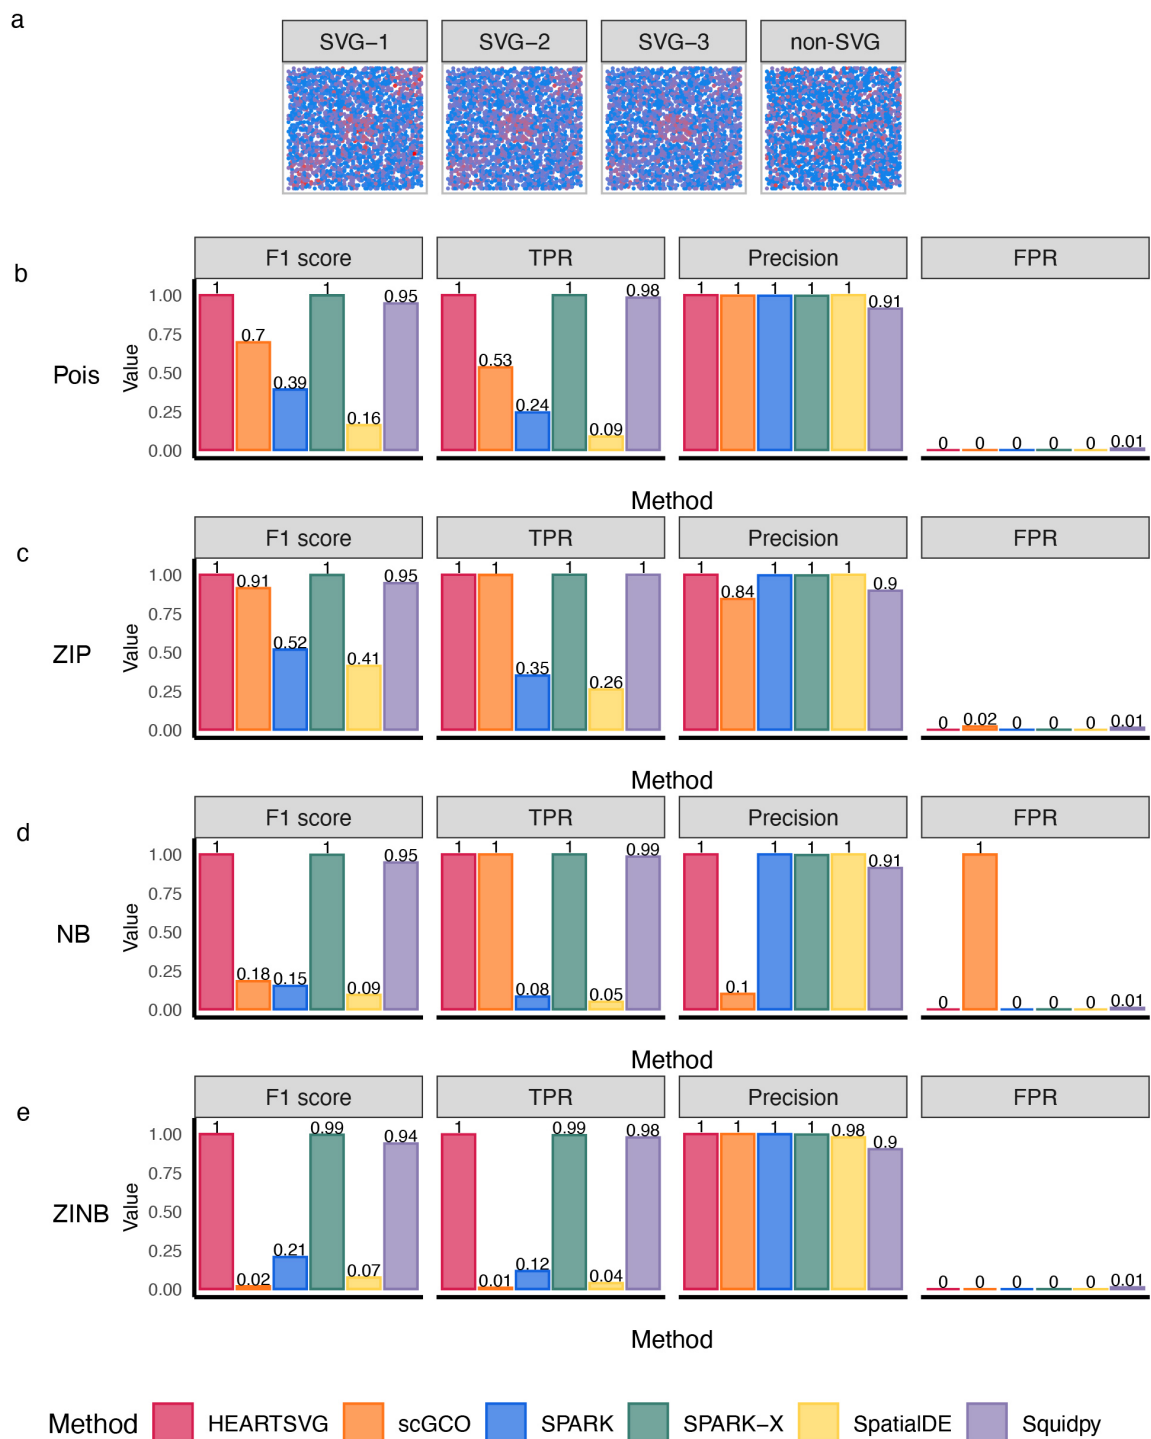 a
SVG−1 SVG−2 SVG−3 non−SVG
b
F1 score TPR Precision FPR
Pois
Value
1.00
0.75
0.50
0.25
0.00
1 0.7 0.39 1 0.16 0.95
1 0.53 0.24 1 0.09 0.98
1 1 1 1 1 0.91
0 0 0 0 0 0.01
Method
c
F1 score TPR Precision FPR
ZIP
Value
1.00
0.75
0.50
0.25
0.00
1 0.91 0.52 1 0.41 0.95
1 1 0.35 1 0.26 1
1 0.84 1 1 1 0.9
0 0.02 0 0 0 0.01
Method
d
F1 score TPR Precision FPR
NB
Value
1.00
0.75
0.50
0.25
0.00
1 0.18 0.15 1 0.09 0.95
1 1 0.08 1 0.05 0.99
1 0.1 1 1 1 0.91
0 1 0 0 0 0.01
Method
e
F1 score TPR Precision FPR
ZINB
Value
1.00
0.75
0.50
0.25
0.00
1 0.02 0.21 0.99 0.07 0.94
1 0.01 0.12 0.99 0.04 0.98
1 1 1 1 0.98 0.9
0 0 0 0 0 0.01
Method
Method HEARTSVG scGCO SPARK SPARK−X SpatialDE Squidpy